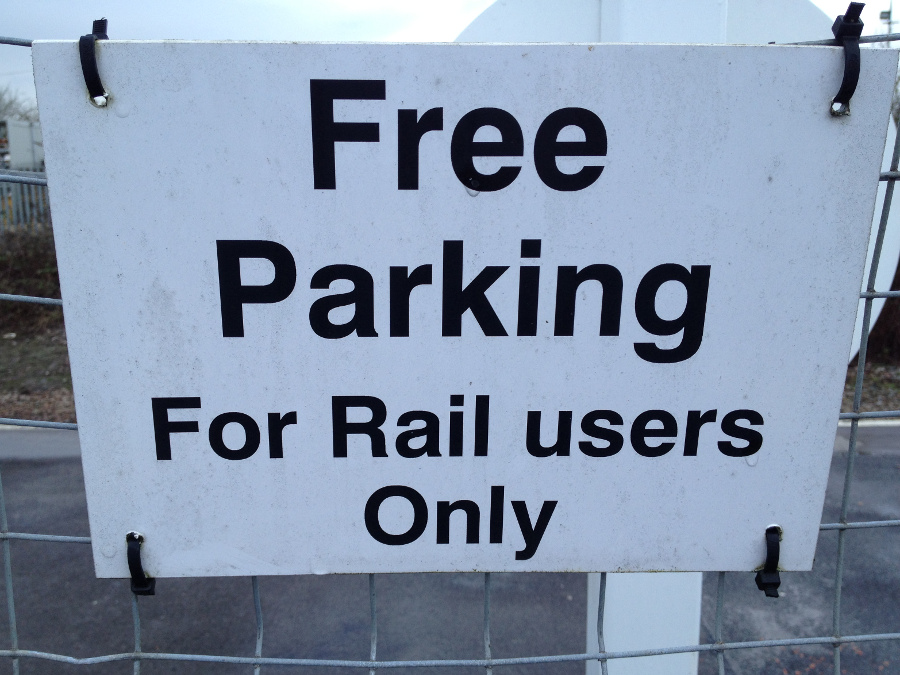 Free
Parking
For Rail users
Only